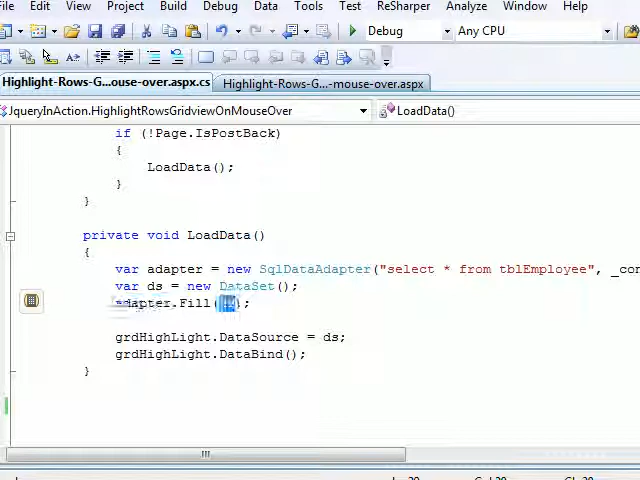 File Edit View Project Build Debug Data Tools Test ReSharper Analyze Window Help
Debug Any CPU
Highlight-Rows-G...ouse-over.aspx.cs Highlight-Rows-G...-mouse-over.aspx
JqueryInAction.HighlightRowsGridviewOnMouseOver LoadData()
if (!Page.IsPostBack)
{
LoadData();
}
}
private void LoadData()
{
var adapter = new SqlDataAdapter("select * from tblEmployee", _con
var ds = new DataSet();
adapter.Fill( );
grdHighLight.DataSource = ds;
grdHighLight.DataBind();
}